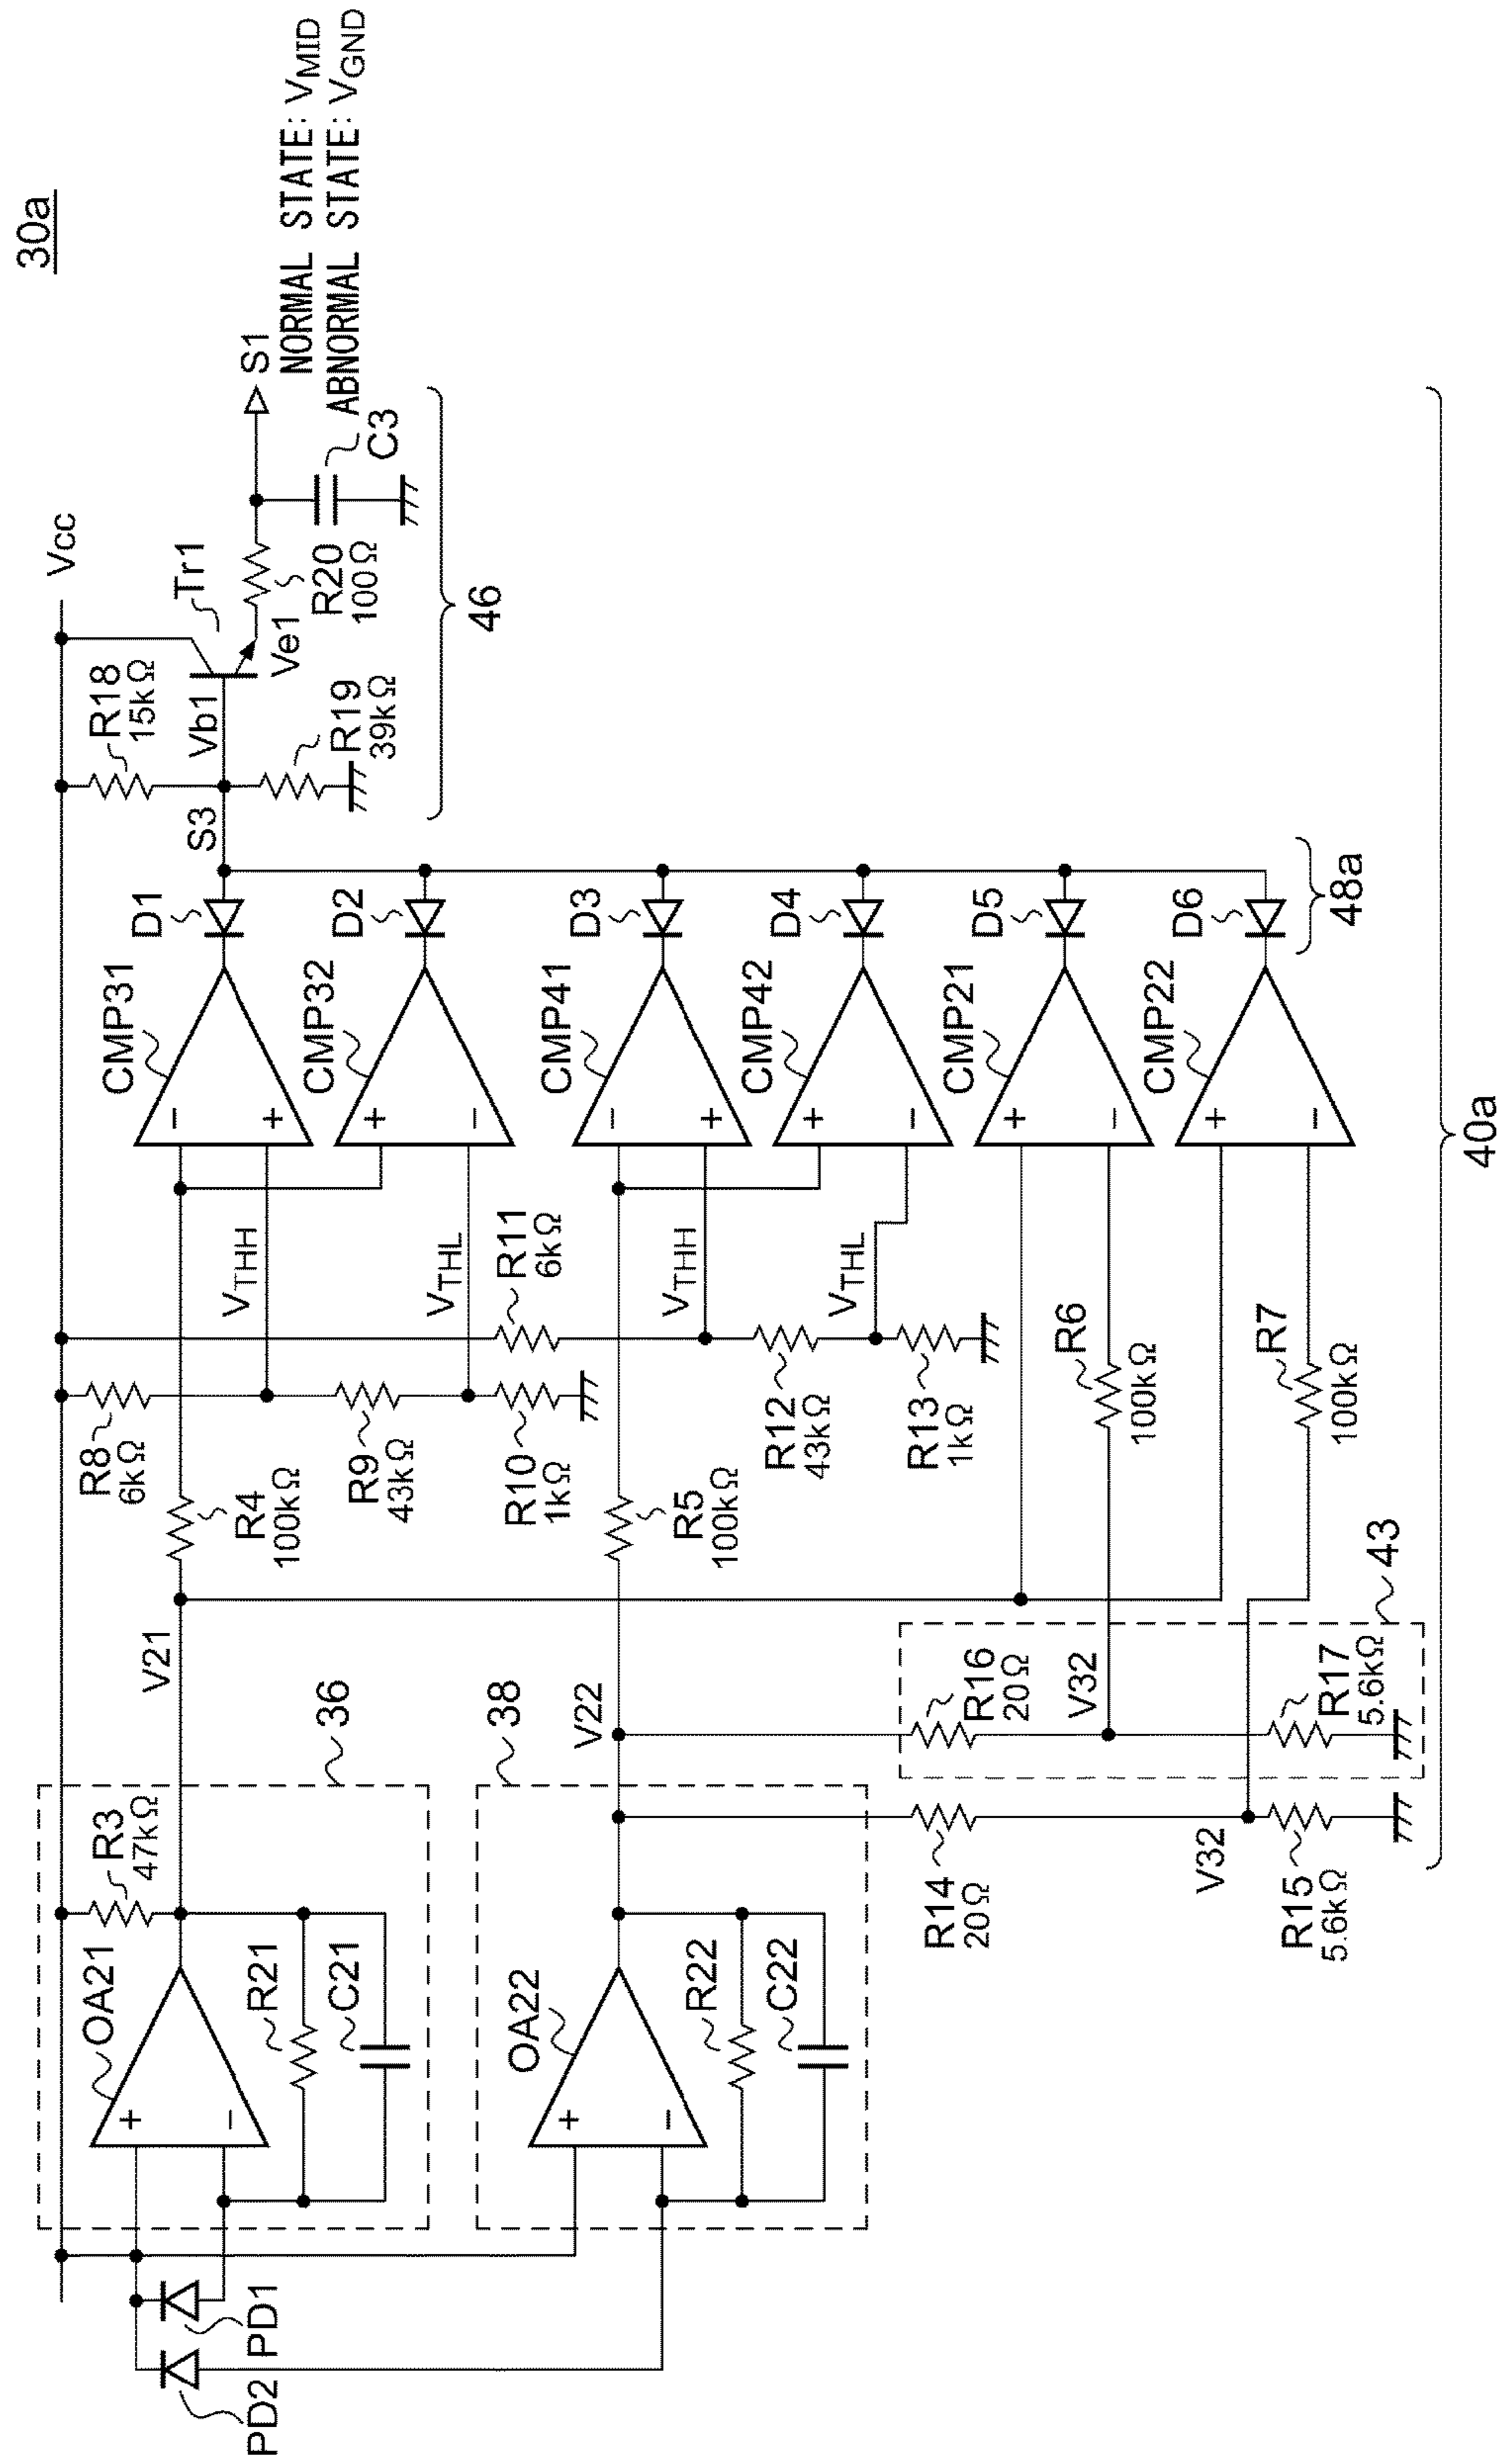 30a
Vcc
R18
15kΩ
Tr1
Vb1
S3
R19
39kΩ
Ve1
R20
100Ω
C3
S1
NORMAL STATE: VMID
ABNORMAL STATE: VGND
46
D1
D2
D3
D4
D5
D6
48a
CMP31
CMP32
CMP41
CMP42
CMP21
CMP22
−
+
+
−
−
+
+
−
+
−
+
−
VTHH
VTHL
VTHH
VTHL
R8
6kΩ
R9
43kΩ
R10
1kΩ
R11
6kΩ
R12
43kΩ
R13
1kΩ
R4
100kΩ
R5
100kΩ
R6
100kΩ
R7
100kΩ
40a
43
V21
V22
R16
20Ω
V32
R17
5.6kΩ
R14
20Ω
V32
R15
5.6kΩ
36
R3
47kΩ
OA21
+
−
R21
C21
38
OA22
+
−
R22
C22
PD1
PD2